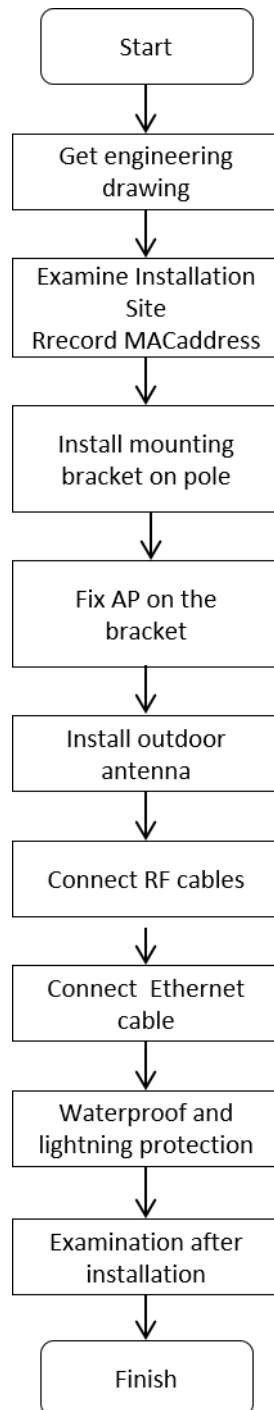 Start
Get engineering
drawing
Examine Installation
Site
Rrecord MACaddress
Install mounting
bracket on pole
Fix AP on the
bracket
Install outdoor
antenna
Connect RF cables
Connect  Ethernet
cable
Waterproof and
lightning protection
Examination after
installation
Finish